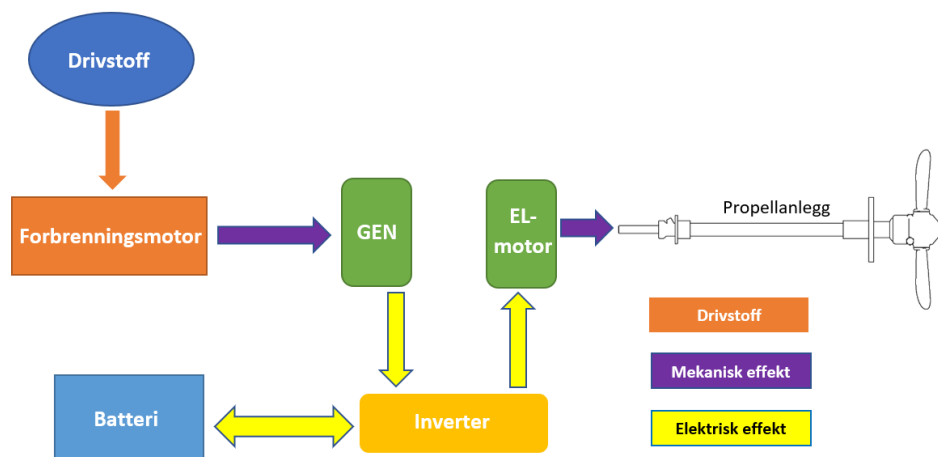 Drivstoff
Forbrenningsmotor
GEN
EL-
motor
Propellanlegg
Batteri
Inverter
Drivstoff
Mekanisk effekt
Elektrisk effekt